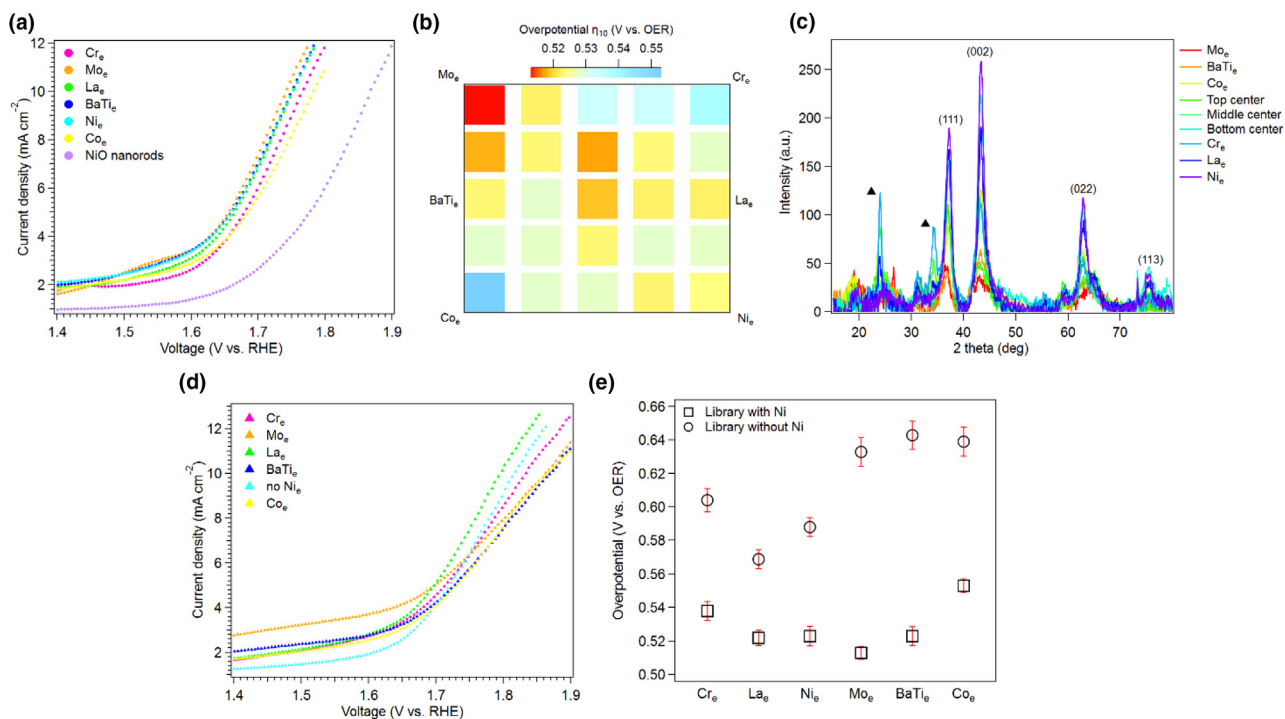 (a)
12
10
8
6
4
2
Current density (mA cm⁻²)
Crₑ
Moₑ
Laₑ
BaTiₑ
Niₑ
Coₑ
NiO nanorods
1.4 1.5 1.6 1.7 1.8 1.9
Voltage (V vs. RHE)
(b)
Overpotential η₁₀ (V vs. OER)
0.52 0.53 0.54 0.55
Moₑ Crₑ
BaTiₑ Laₑ
Coₑ Niₑ
(c)
300
250
200
150
100
50
0
Intensity (a.u.)
(111)
(002)
(022)
(113)
Moₑ
BaTiₑ
Coₑ
Top center
Middle center
Bottom center
Crₑ
Laₑ
Niₑ
20 30 40 50 60 70
2 theta (deg)
(d)
12
10
8
6
4
2
Current density (mA cm⁻²)
Crₑ
Moₑ
Laₑ
BaTiₑ
no Niₑ
Coₑ
1.4 1.5 1.6 1.7 1.8 1.9
Voltage (V vs. RHE)
(e)
0.66
0.64
0.62
0.60
0.58
0.56
0.54
0.52
0.50
Overpotential (V vs. OER)
Library with Ni
Library without Ni
Crₑ Laₑ Niₑ Moₑ BaTiₑ Coₑ